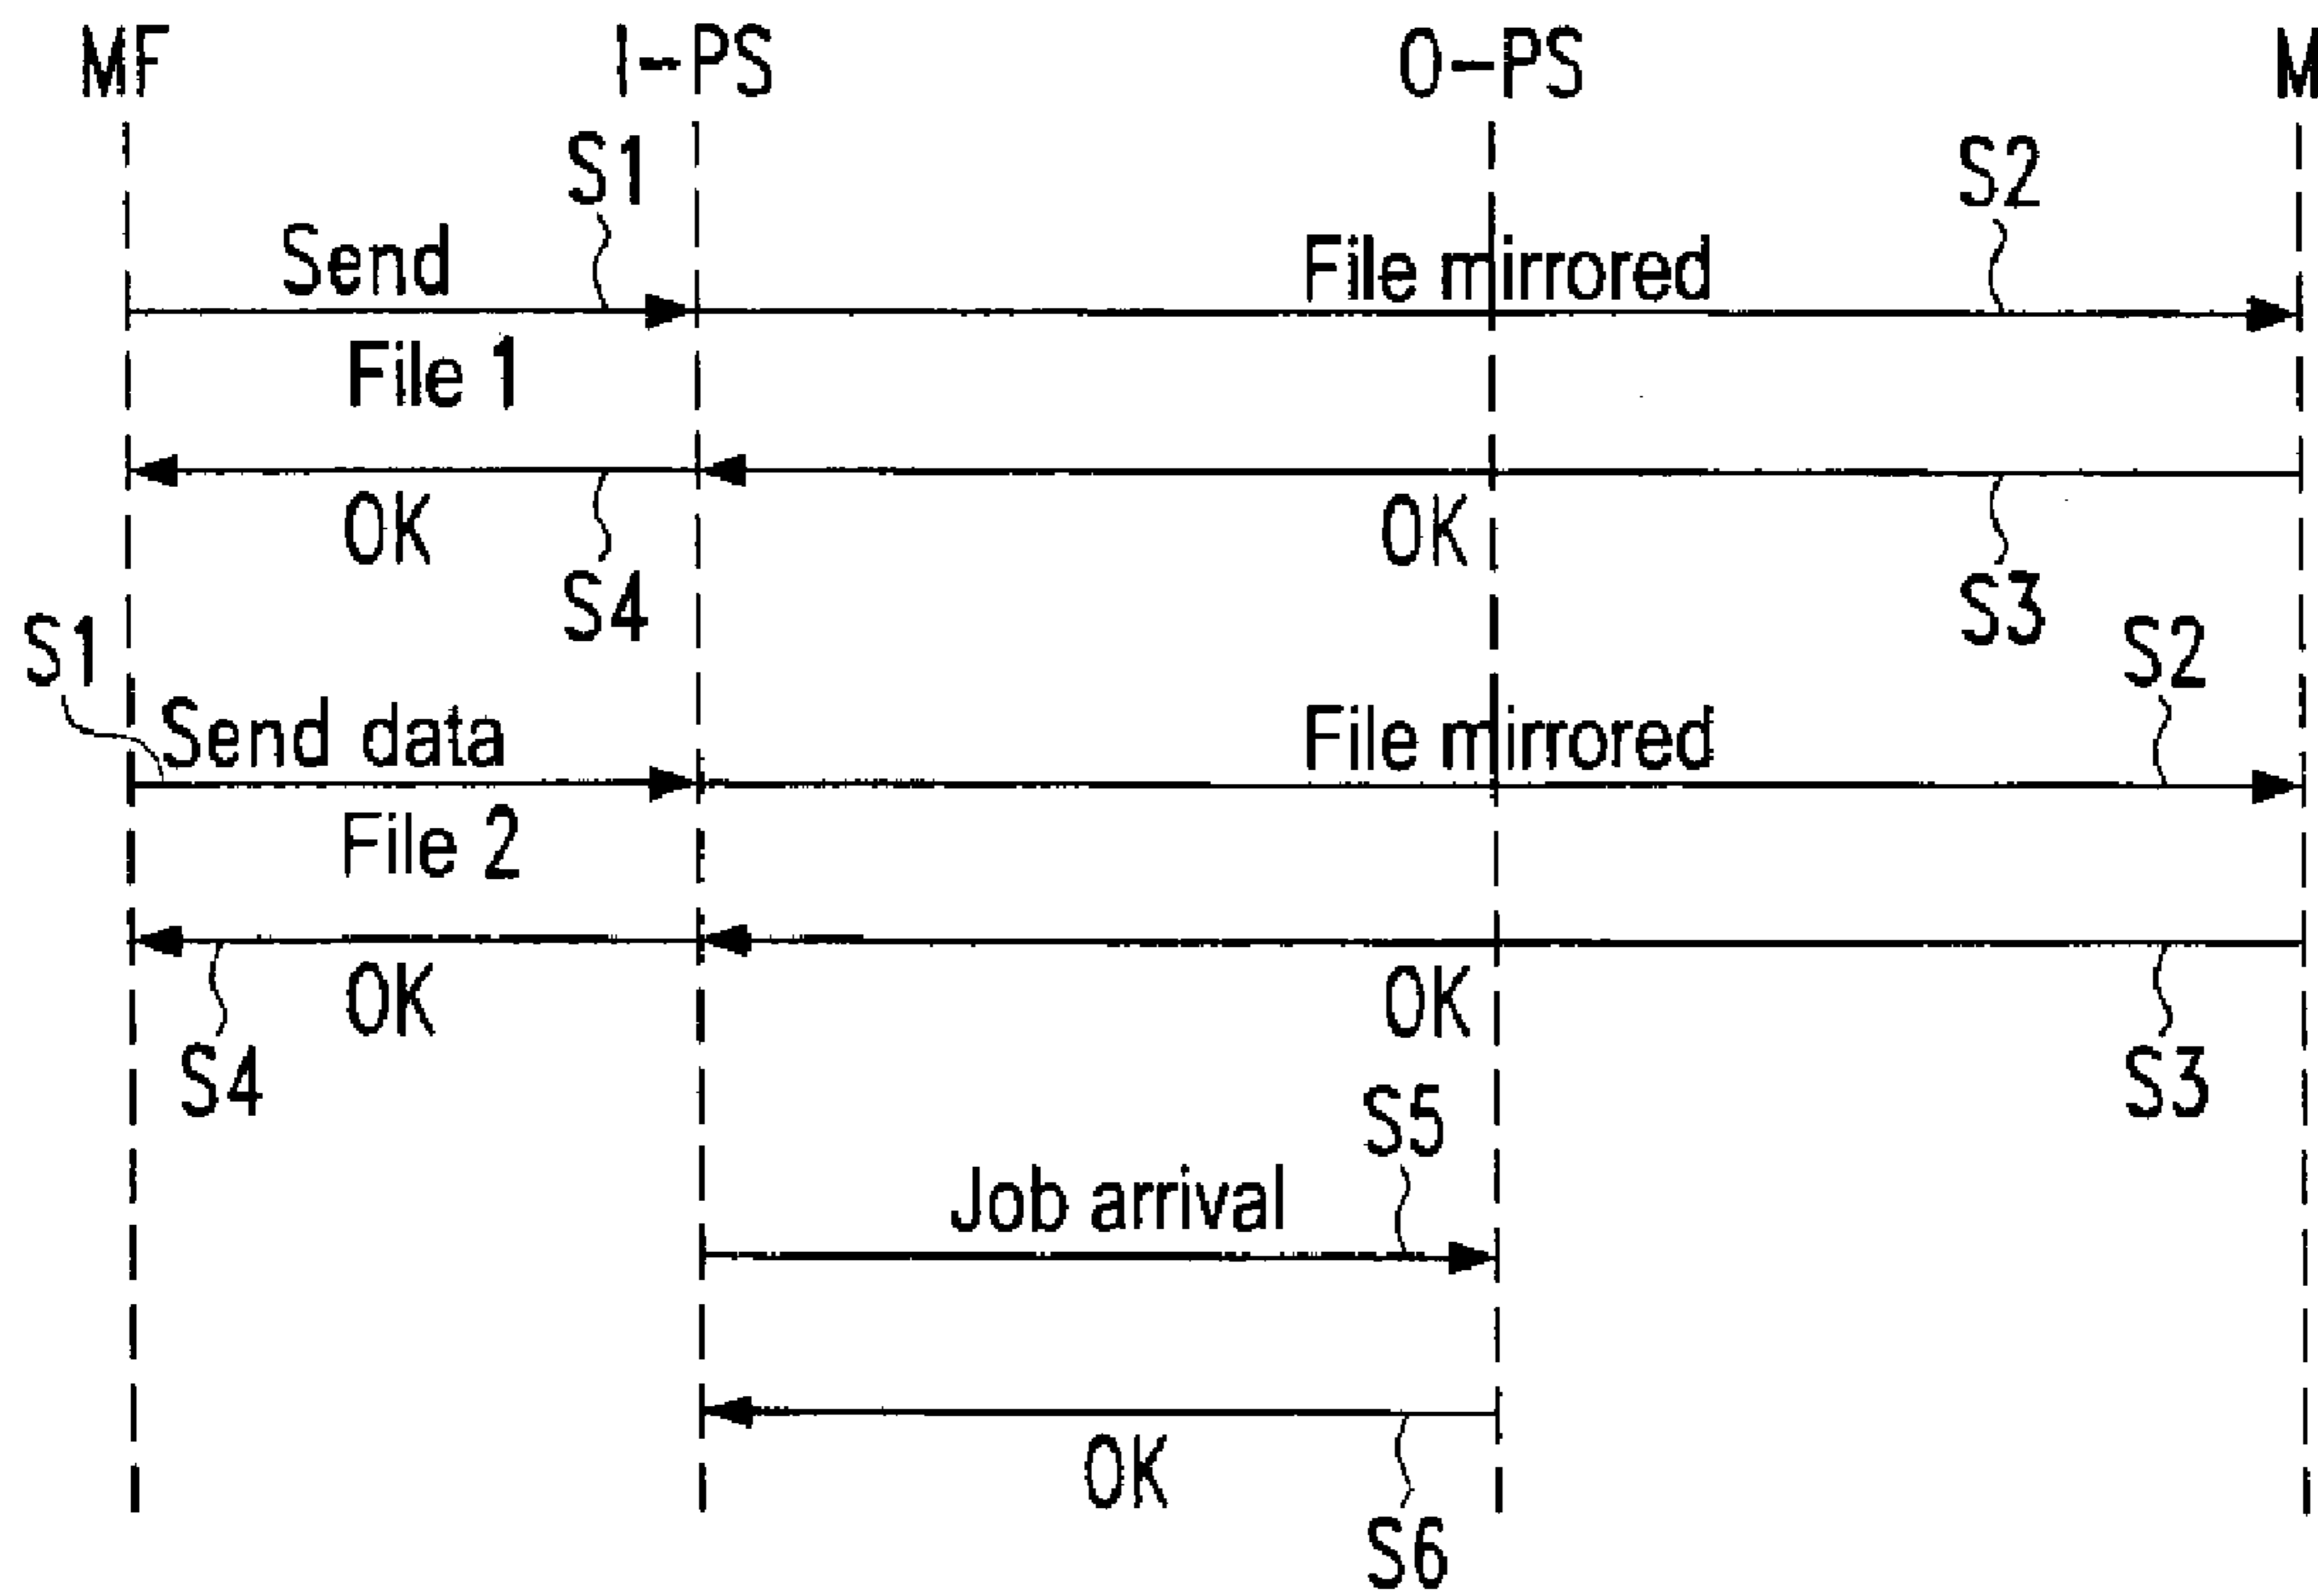 MF I-PS O-PS M
S1 S2
Send File mirrored
File 1
OK OK
S4 S3
S1 S2
Send data File mirrored
File 2
OK OK
S4 S3
S5
Job arrival
OK
S6